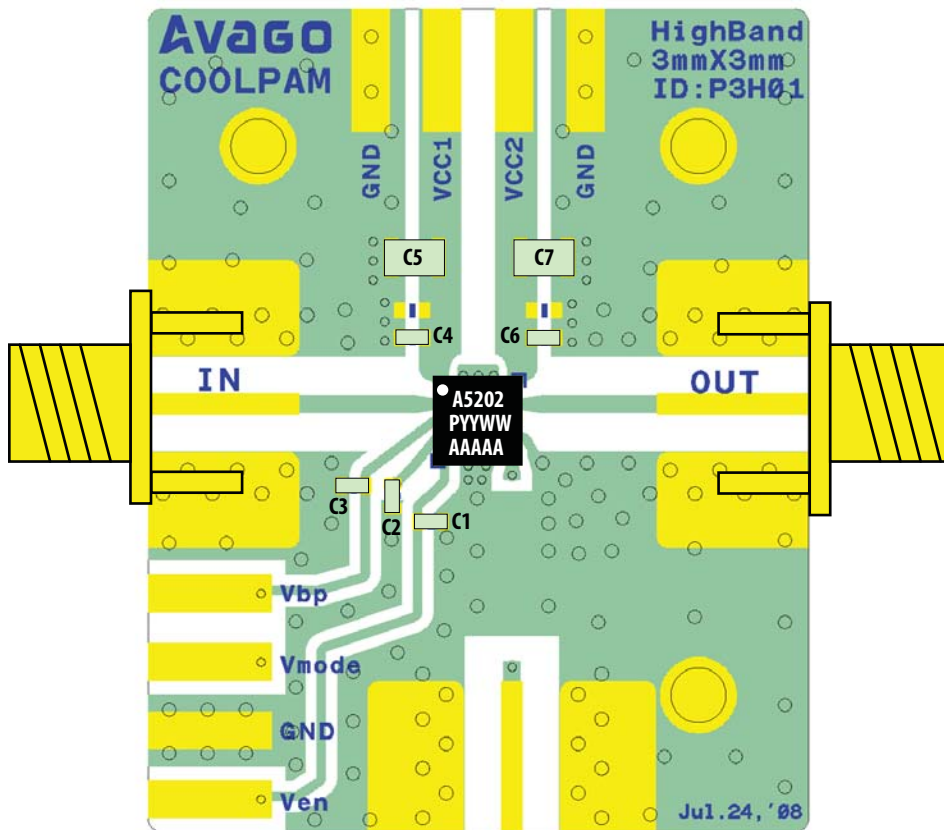 Avago
COOLPAM
HighBand
3mmX3mm
ID:P3H01
GND
VCC1
VCC2
GND
C5
C7
C4
C6
IN
OUT
A5202
PYYWW
AAAAA
C3
C2
C1
Vbp
Vmode
GND
Ven
Jul.24,'08